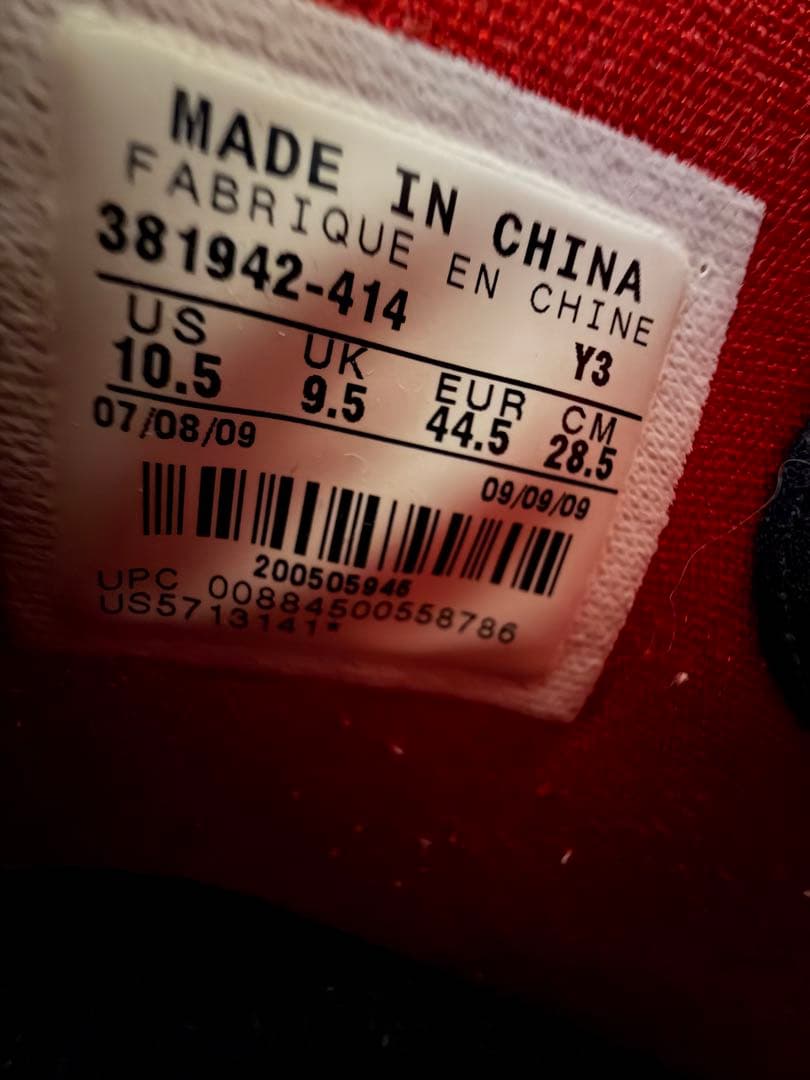 MADE IN CHINA
FABRIQUE EN CHINE
381942-414 Y3
US UK EUR CM
10.5 9.5 44.5 28.5
07/08/09 09/09/09
200505946
UPC 00884500558786
US5713141*